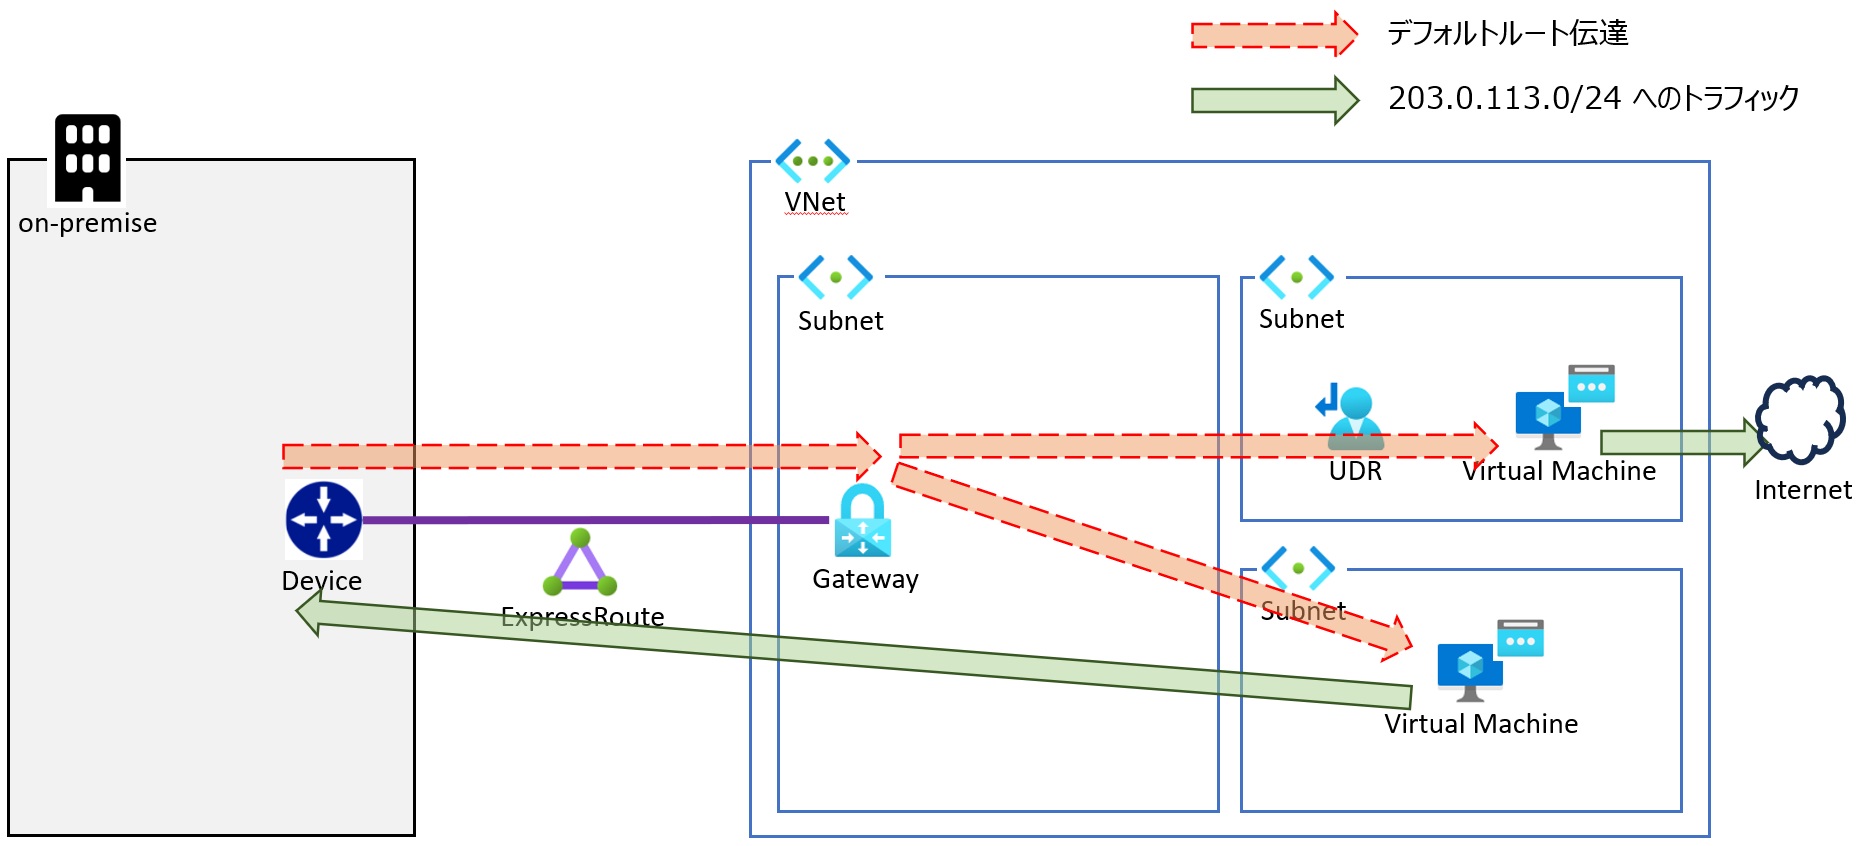 デフォルトルート伝達
203.0.113.0/24 へのトラフィック
on-premise
VNet
Subnet
Subnet
UDR
Virtual Machine
Internet
Device
ExpressRoute
Gateway
Subnet
Virtual Machine